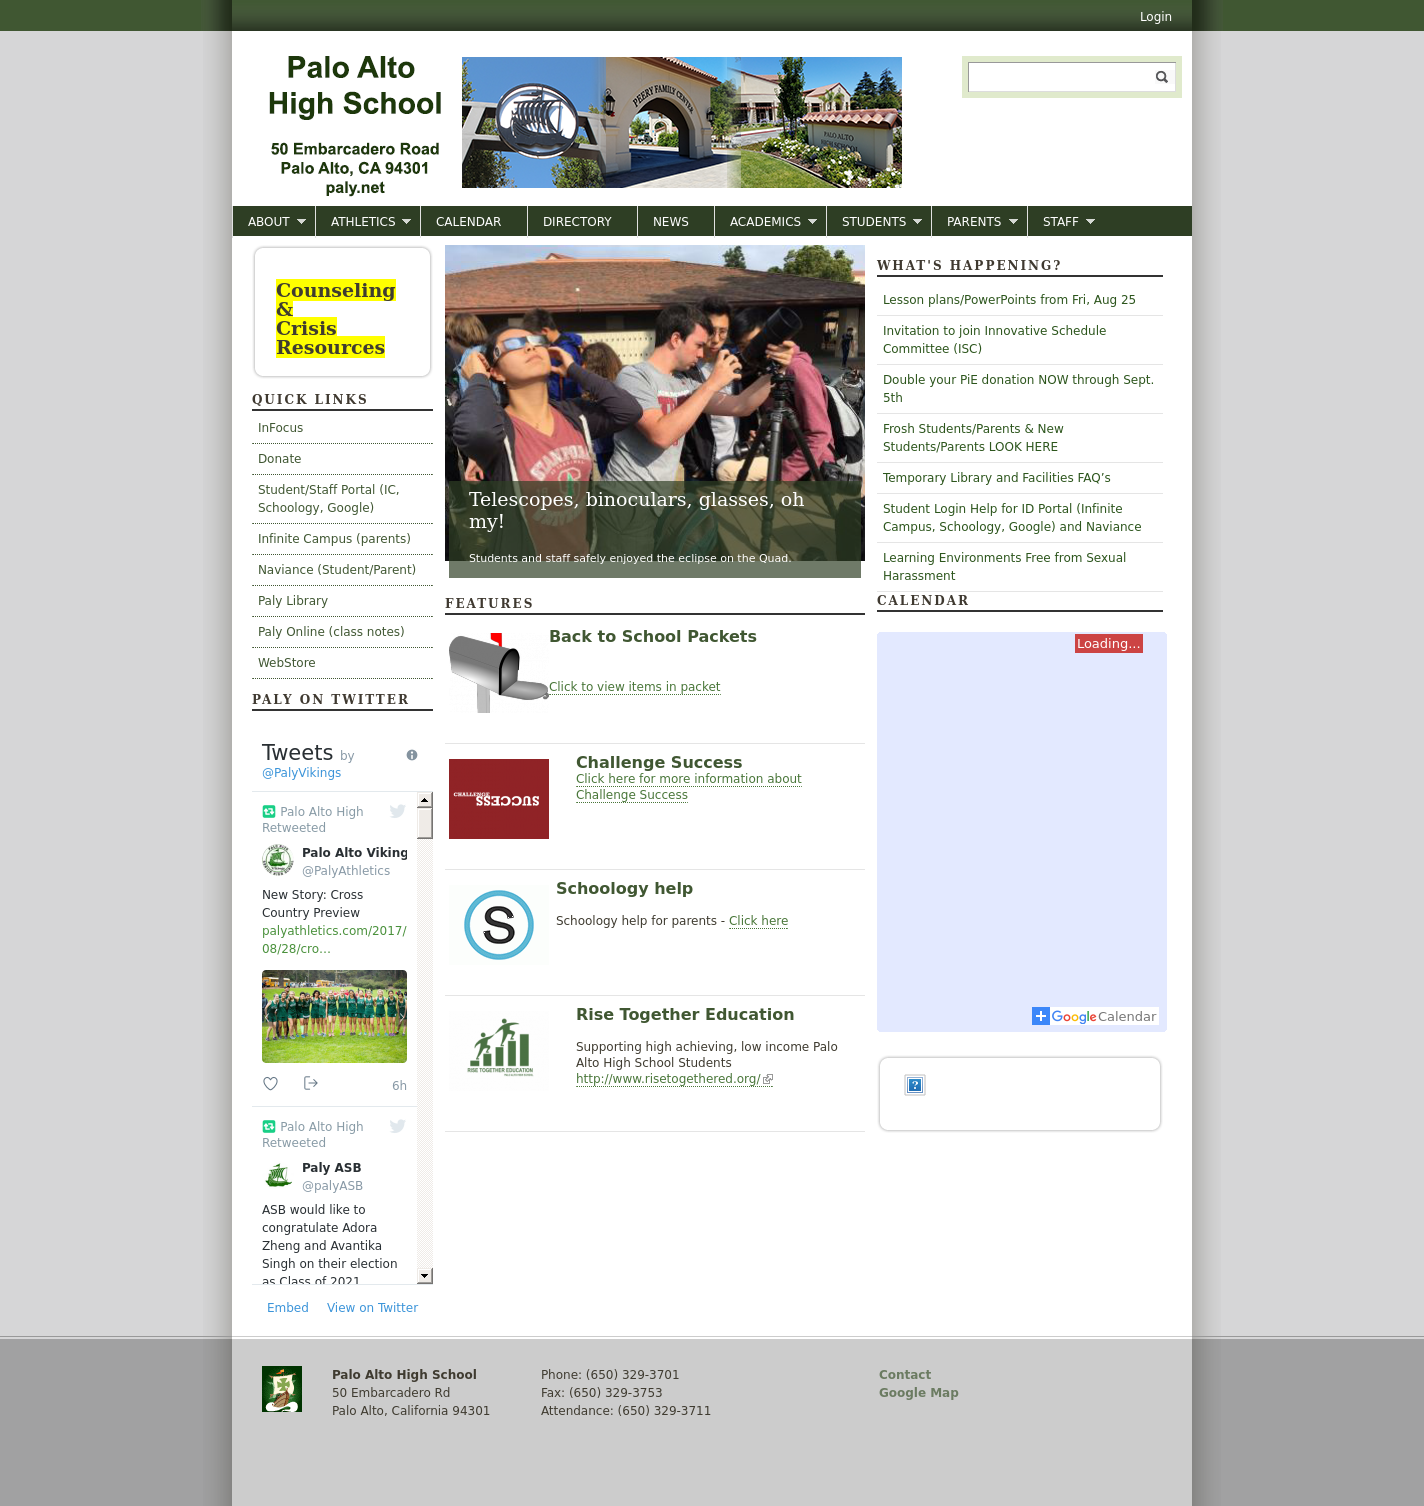 Login
Palo Alto
High School
50 Embarcadero Road
Palo Alto, CA 94301
paly.net
PEERY FAMILY CENTER
PALO ALTO
HIGH SCHOOL
ABOUT
ATHLETICS
CALENDAR
DIRECTORY
NEWS
ACADEMICS
STUDENTS
PARENTS
STAFF
Counseling
&
Crisis
Resources
QUICK LINKS
InFocus
Donate
Student/Staff Portal (IC,
Schoology, Google)
Infinite Campus (parents)
Naviance (Student/Parent)
Paly Library
Paly Online (class notes)
WebStore
PALY ON TWITTER
Tweets by
@PalyVikings
Palo Alto High
Retweeted
Palo Alto Viking
@PalyAthletics
New Story: Cross
Country Preview
palyathletics.com/2017/
08/28/cro…
6h
Palo Alto High
Retweeted
Paly ASB
@palyASB
ASB would like to
congratulate Adora
Zheng and Avantika
Singh on their election
as Class of 2021
Embed
View on Twitter
STANFORD
Telescopes, binoculars, glasses, oh
my!
Students and staff safely enjoyed the eclipse on the Quad.
FEATURES
Back to School Packets
Click to view items in packet
CHALLENGE
SUCCESS
Challenge Success
Click here for more information about
Challenge Success
S
Schoology help
Schoology help for parents - Click here
RISE TOGETHER EDUCATION
Rise Together Education
Supporting high achieving, low income Palo
Alto High School Students
http://www.risetogethered.org/
WHAT'S HAPPENING?
Lesson plans/PowerPoints from Fri, Aug 25
Invitation to join Innovative Schedule
Committee (ISC)
Double your PiE donation NOW through Sept.
5th
Frosh Students/Parents & New
Students/Parents LOOK HERE
Temporary Library and Facilities FAQ’s
Student Login Help for ID Portal (Infinite
Campus, Schoology, Google) and Naviance
Learning Environments Free from Sexual
Harassment
CALENDAR
Loading...
Google Calendar
?
Palo Alto High School
50 Embarcadero Rd
Palo Alto, California 94301
Phone: (650) 329-3701
Fax: (650) 329-3753
Attendance: (650) 329-3711
Contact
Google Map